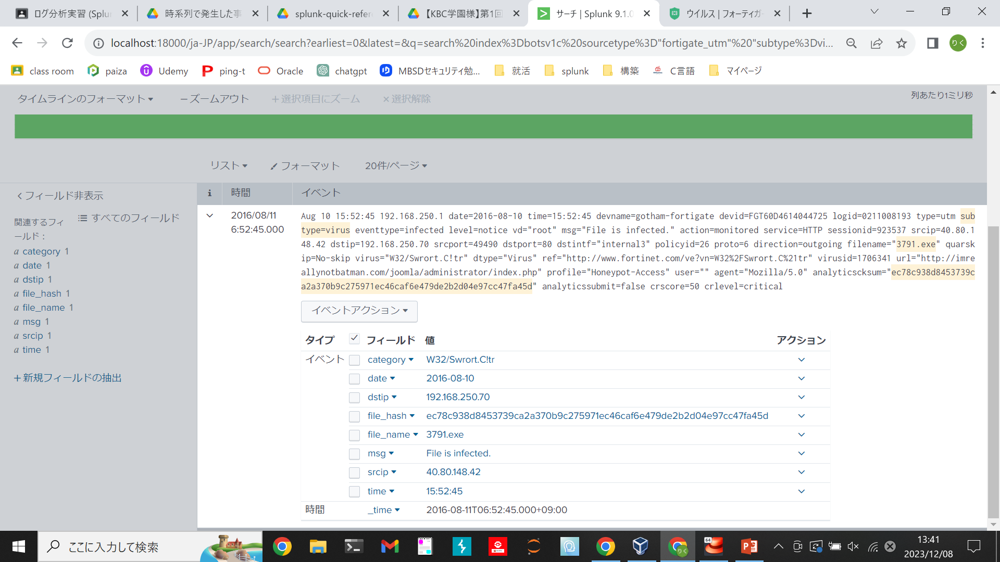 ログ分析実習 (Splu
時系列で発生した事
splunk-quick-refer
【KBC学園様】第1回
サーチ | Splunk 9.1.0
ウイルス | フォーティガー
localhost:18000/ja-JP/app/search/search?earliest=0&latest=&q=search%20index%3Dbotsv1c%20sourcetype%3D"fortigate_utm"%20"subtype%3Dvi...
りく
class room
paiza
Udemy
ping-t
Oracle
chatgpt
MBSDセキュリティ勉...
就活
splunk
構築
C言語
マイページ
タイムラインのフォーマット
− ズームアウト
+ 選択項目にズーム
× 選択解除
列あたり1ミリ秒
リスト
フォーマット
20件/ページ
< フィールド非表示
すべてのフィールド
i
時間
イベント
関連するフィ
ールド：
a category 1
a date 1
a dstip 1
a file_hash 1
a file_name 1
a msg 1
a srcip 1
a time 1
+ 新規フィールドの抽出
2016/08/11
6:52:45.000
Aug 10 15:52:45 192.168.250.1 date=2016-08-10 time=15:52:45 devname=gotham-fortigate devid=FGT60D4614044725 logid=0211008193 type=utm sub
type=virus eventtype=infected level=notice vd="root" msg="File is infected." action=monitored service=HTTP sessionid=923537 srcip=40.80.1
48.42 dstip=192.168.250.70 srcport=49490 dstport=80 dstintf="internal3" policyid=26 proto=6 direction=outgoing filename="3791.exe" quarsk
ip=No-skip virus="W32/Swrort.C!tr" dtype="Virus" ref="http://www.fortinet.com/ve?vn=W32%2FSwrort.C%21tr" virusid=1706341 url="http://imre
allynotbatman.com/joomla/administrator/index.php" profile="Honeypot-Access" user="" agent="Mozilla/5.0" analyticscksum="ec78c938d8453739c
a2a370b9c275971ec46caf6e479de2b2d04e97cc47fa45d" analyticssubmit=false crscore=50 crlevel=critical
イベントアクション
タイプ フィールド 値 アクション
イベント category W32/Swrort.C!tr
date 2016-08-10
dstip 192.168.250.70
file_hash ec78c938d8453739ca2a370b9c275971ec46caf6e479de2b2d04e97cc47fa45d
file_name 3791.exe
msg File is infected.
srcip 40.80.148.42
time 15:52:45
時間 _time 2016-08-11T06:52:45.000+09:00
ここに入力して検索
64
りく
13:41
2023/12/08